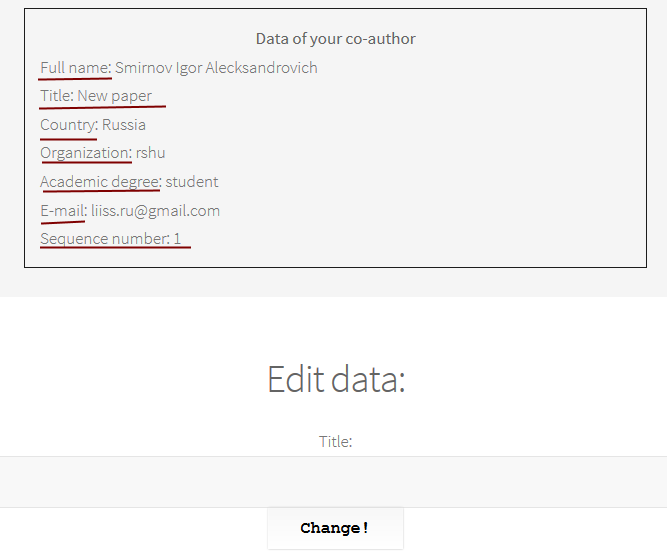 Data of your co-author
Full name: Smirnov Igor Alecksandrovich
Title: New paper
Country: Russia
Organization: rshu
Academic degree: student
E-mail: liiss.ru@gmail.com
Sequence number: 1
Edit data:
Title:
Change!